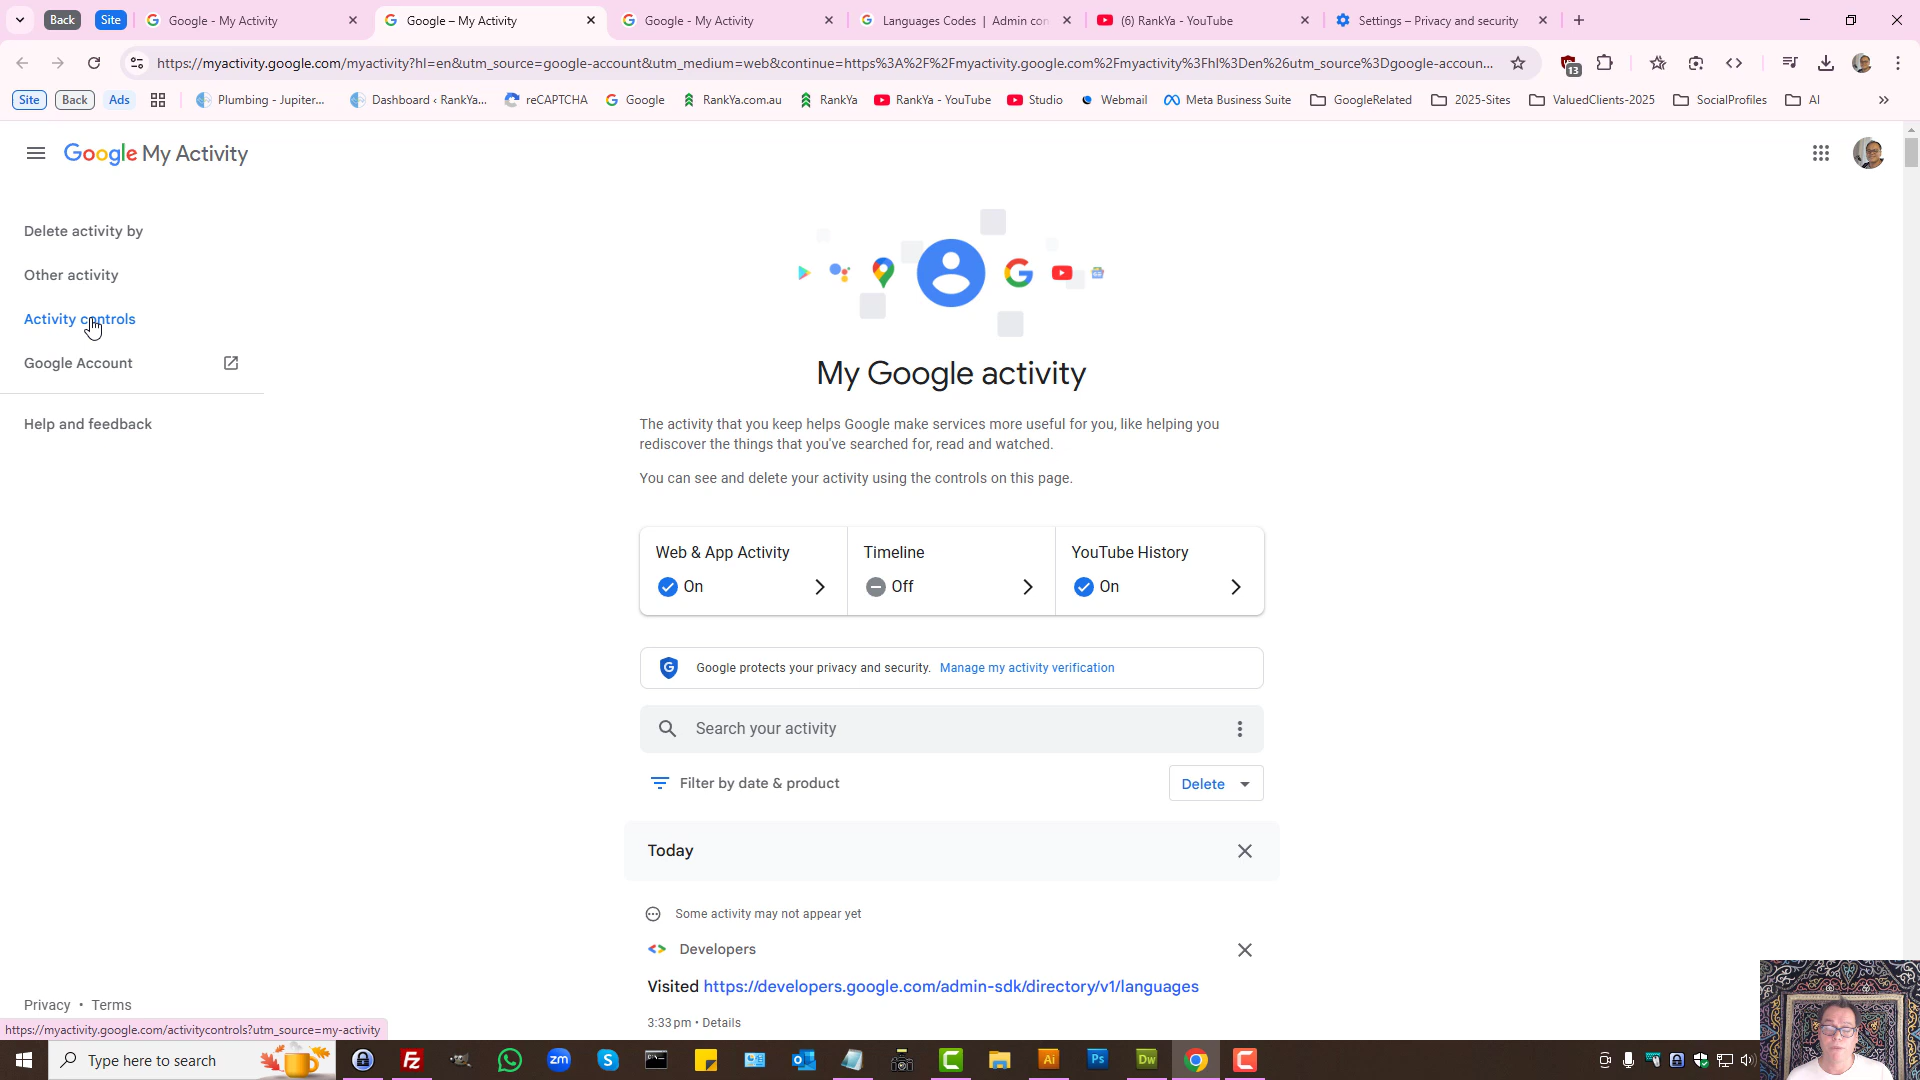 Back
Site
Google - My Activity
Google – My Activity
Google - My Activity
Languages Codes | Admin con
(6) RankYa - YouTube
Settings – Privacy and security
https://myactivity.google.com/myactivity?hl=en&utm_source=google-account&utm_medium=web&continue=https%3A%2F%2Fmyactivity.google.com%2Fmyactivity%3Fhl%3Den%26utm_source%3Dgoogle-accoun...
13
Site
Back
Ads
Plumbing - Jupiter...
Dashboard ‹ RankYa...
reCAPTCHA
Google
RankYa.com.au
RankYa
RankYa - YouTube
Studio
Webmail
Meta Business Suite
GoogleRelated
2025-Sites
ValuedClients-2025
SocialProfiles
AI
Google My Activity
Delete activity by
Other activity
Activity controls
Google Account
Help and feedback
My Google activity
The activity that you keep helps Google make services more useful for you, like helping you
rediscover the things that you've searched for, read and watched.
You can see and delete your activity using the controls on this page.
Web & App Activity
On
Timeline
Off
YouTube History
On
Google protects your privacy and security. Manage my activity verification
Search your activity
Filter by date & product
Delete
Today
Some activity may not appear yet
Developers
Visited https://developers.google.com/admin-sdk/directory/v1/languages
3:33 pm • Details
Privacy • Terms
https://myactivity.google.com/activitycontrols?utm_source=my-activity
Type here to search